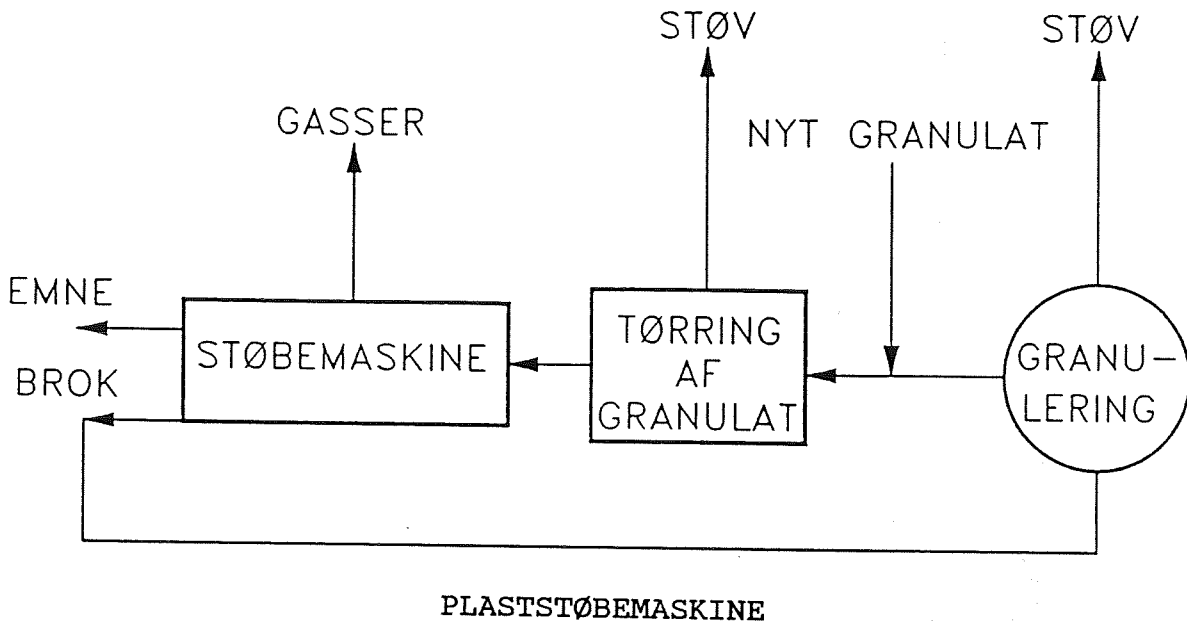 STØV
STØV
GASSER
NYT GRANULAT
EMNE
STØBEMASKINE
BROK
TØRRING
AF
GRANULAT
GRANU-
LERING
PLASTSTØBEMASKINE